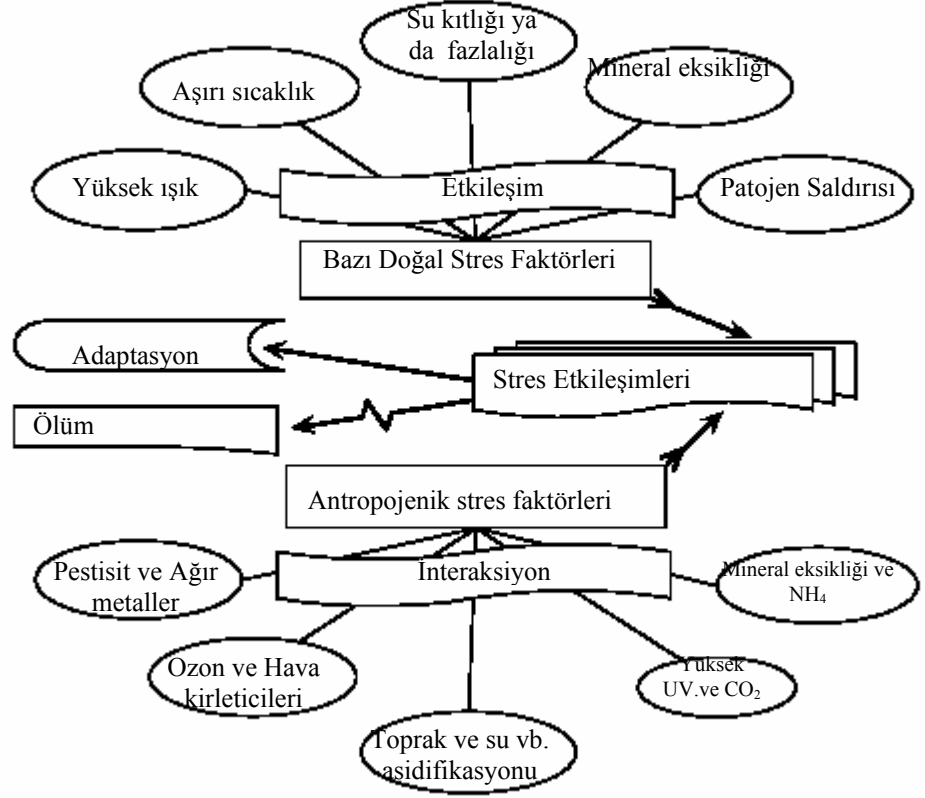 Su kıtlığı ya
da fazlalığı
Aşırı sıcaklık
Mineral eksikliği
Yüksek ışık
Etkileşim
Patojen Saldırısı
Bazı Doğal Stres Faktörleri
Adaptasyon
Stres Etkileşimleri
Ölüm
Antropojenik stres faktörleri
Pestisit ve Ağır
metaller
İnteraksiyon
Mineral eksikliği ve
NH₄
Ozon ve Hava
kirleticileri
Yüksek
UV.ve CO₂
Toprak ve su vb.
asidifikasyonu